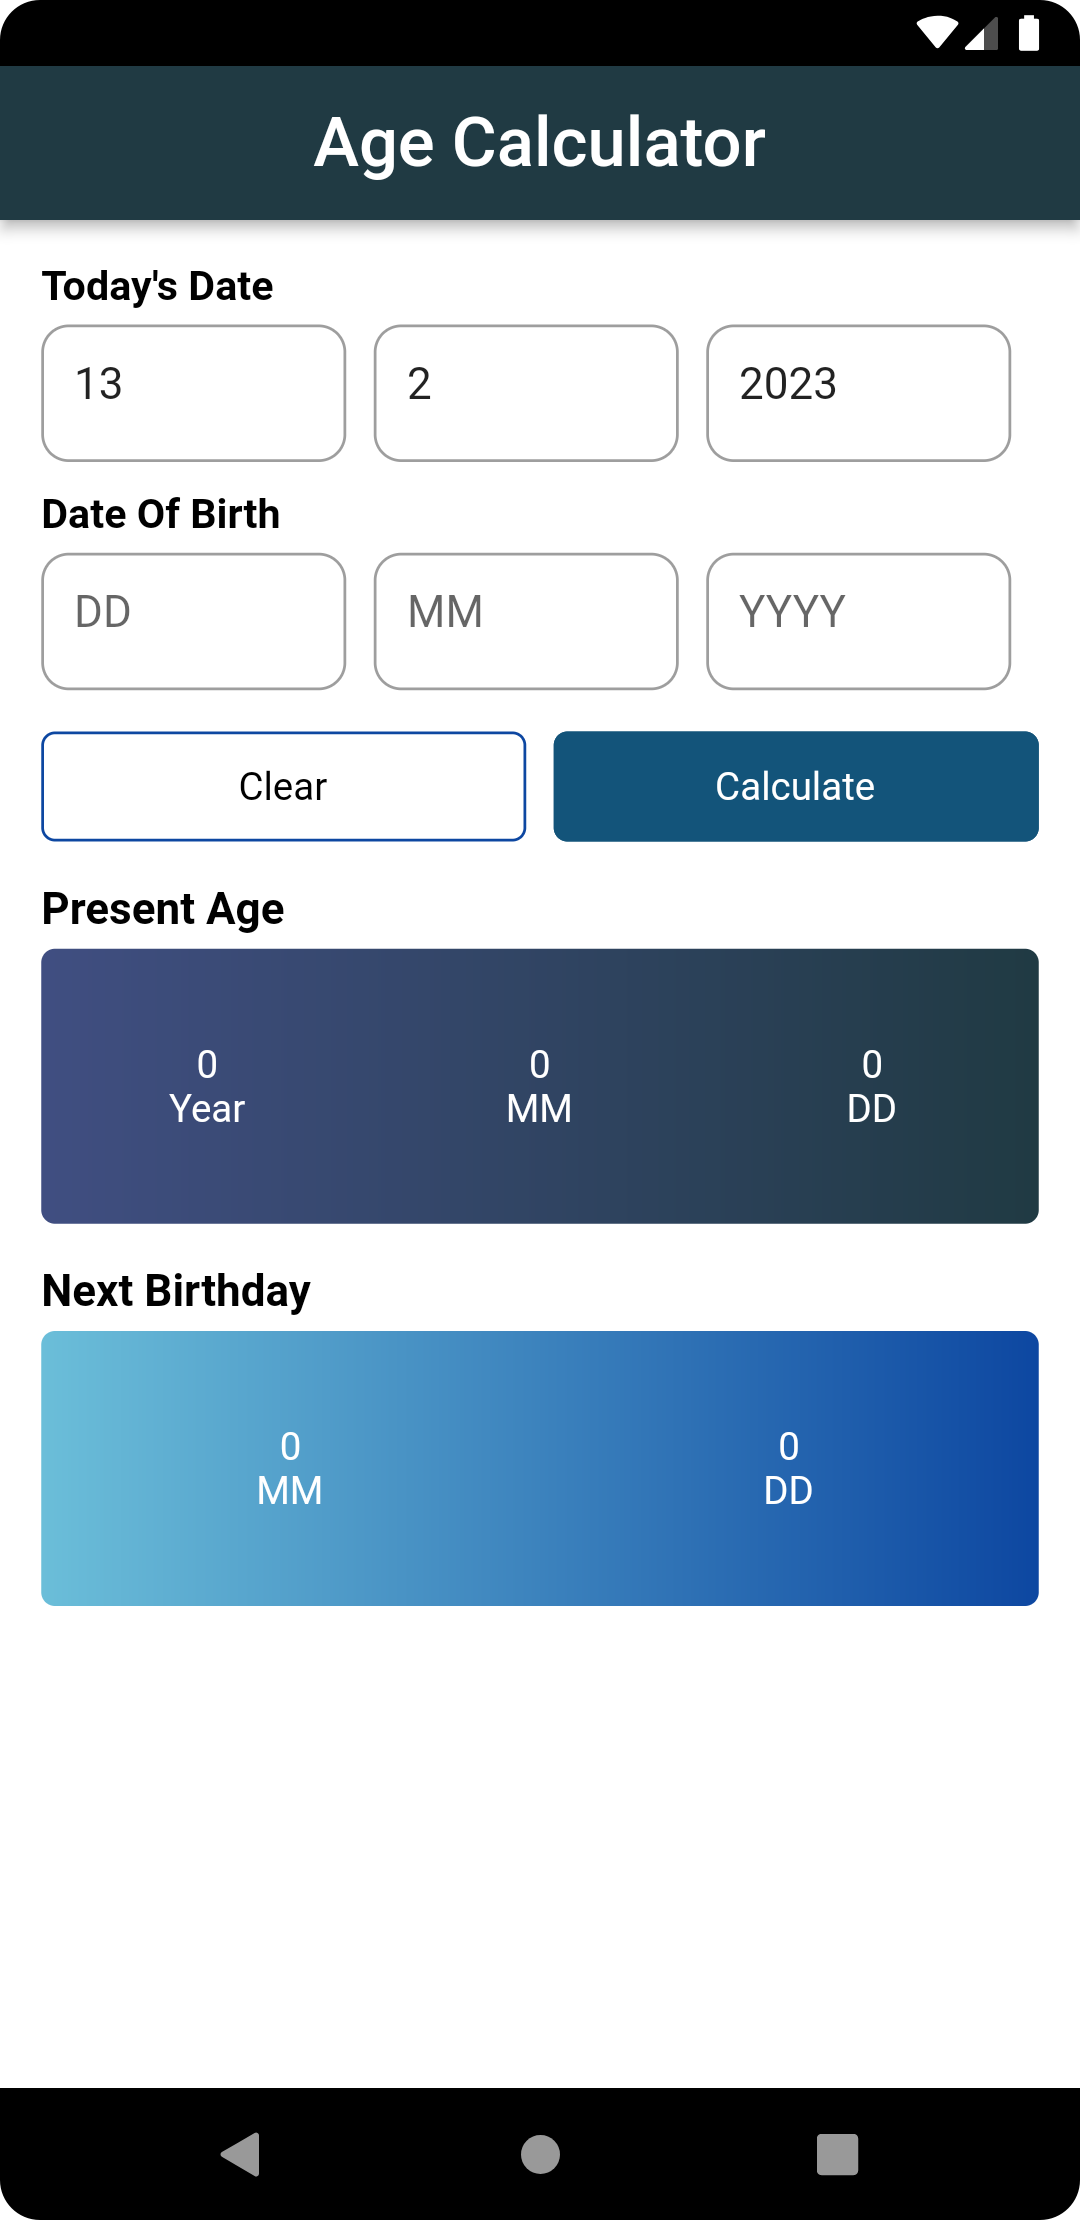 Age Calculator
Today's Date
13 2 2023
Date Of Birth
DD MM YYYY
Clear Calculate
Present Age
0 0 0
Year MM DD
Next Birthday
0 0
MM DD